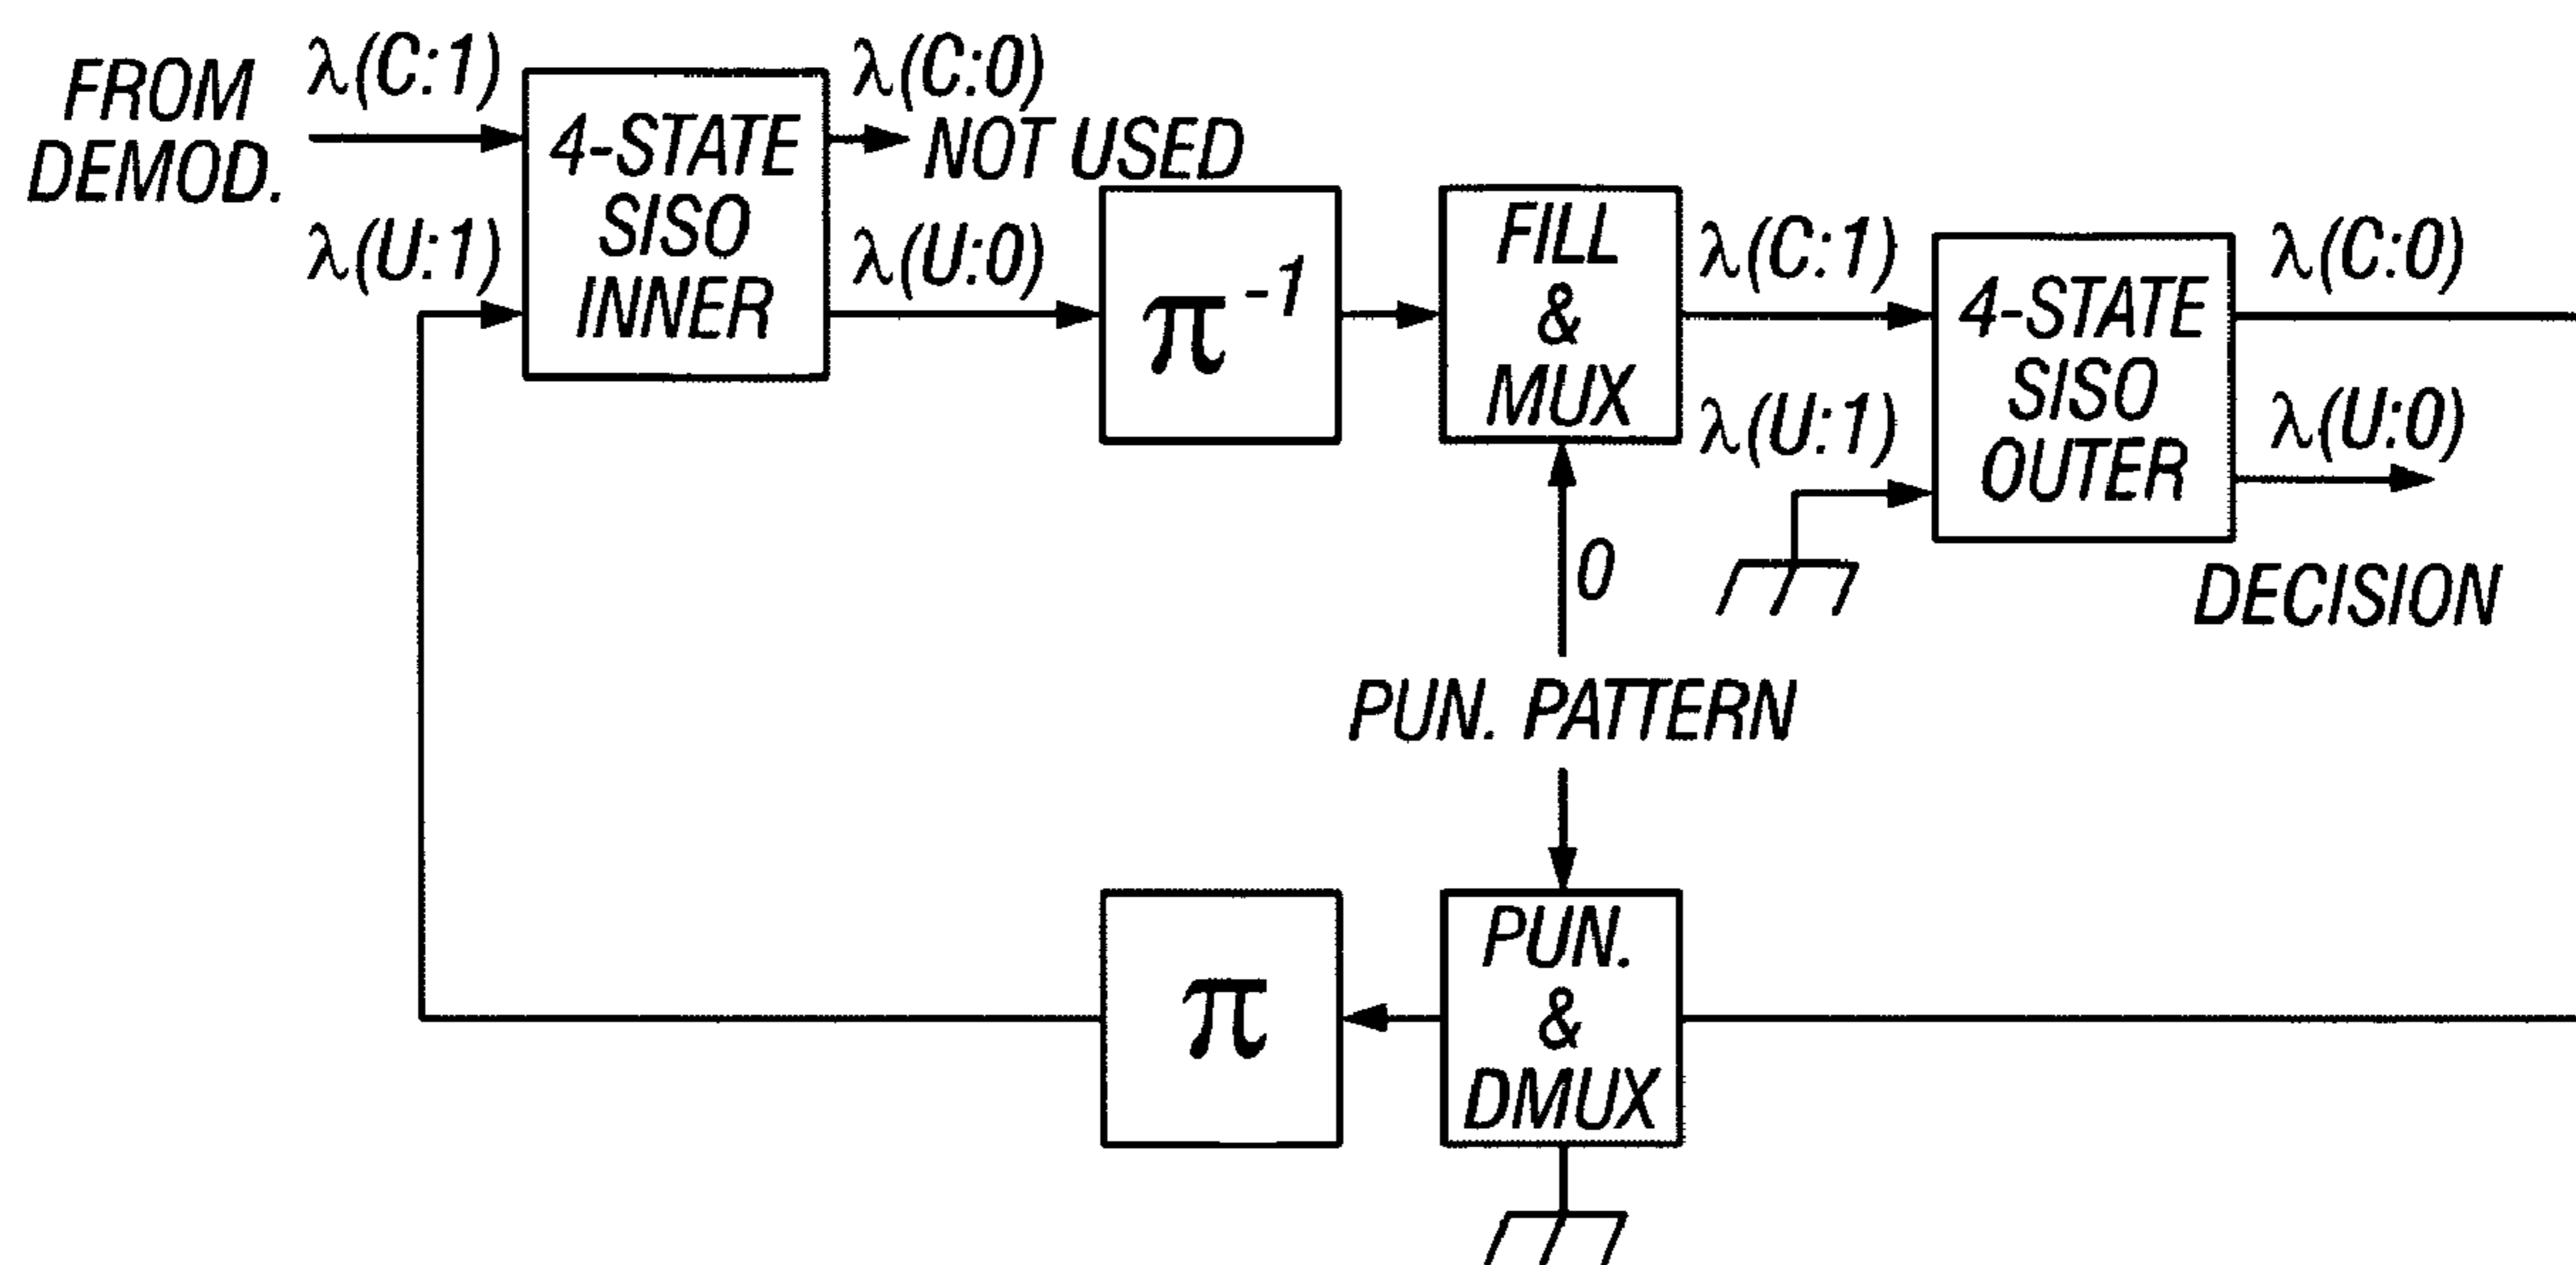 FROM
DEMOD.
λ(C:1)
λ(U:1)
4-STATE
SISO
INNER
λ(C:0)
NOT USED
λ(U:0)
π-1
FILL
&
MUX
λ(C:1)
λ(U:1)
4-STATE
SISO
OUTER
λ(C:0)
λ(U:0)
DECISION
0
PUN. PATTERN
π
PUN.
&
DMUX